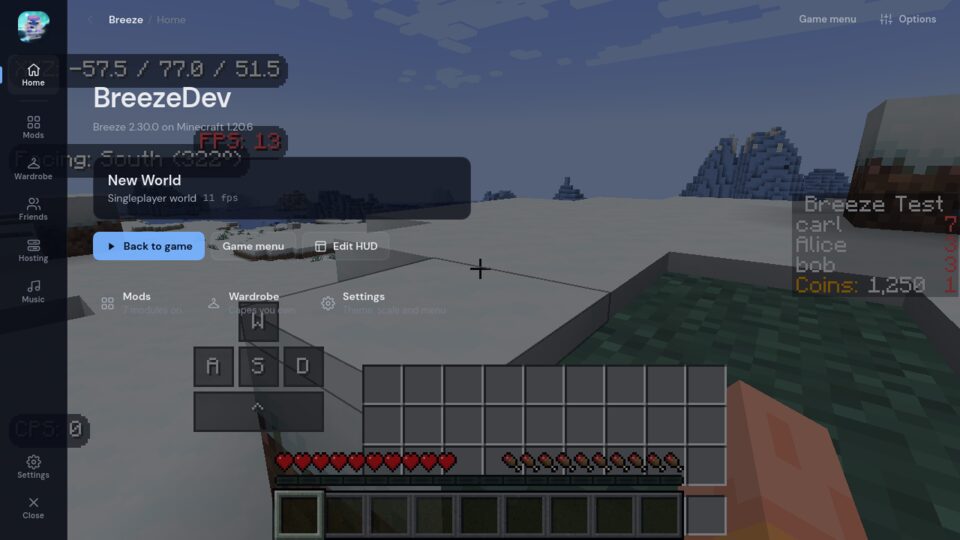 Breeze / Home
Game menu
Options
XYZ: -57.5 / 77.0 / 51.5
Home
BreezeDev
Breeze 2.30.0 on Minecraft 1.20.6
Mods
FPS: 13
Facing: South (322°)
Wardrobe
New World
Singleplayer world 11 fps
Friends
Breeze Test
carl 7
Alice 3
bob 3
Coins: 1,250 1
Hosting
Back to game
Game menu
Edit HUD
Music
Mods
7 modules on
Wardrobe
Capes you own
Settings
Theme, scale and menu
W
A S D
^
CPS: 0
Settings
Close